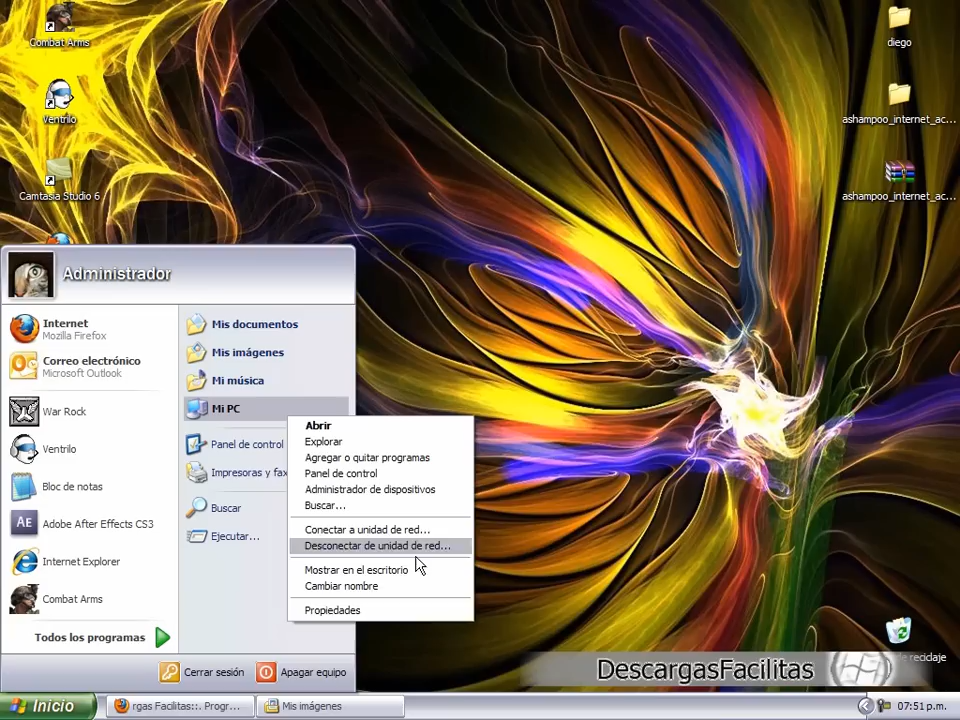 Combat Arms
Ventrilo
Camtasia Studio 6
diego
ashampoo_internet_ac...
ashampoo_internet_ac...
Administrador
Internet
Mozilla Firefox
Correo electrónico
Microsoft Outlook
War Rock
Ventrilo
Bloc de notas
AE
Adobe After Effects CS3
Internet Explorer
Combat Arms
Todos los programas
Mis documentos
Mis imágenes
Mi música
Mi PC
Panel de control
Impresoras y fax
Buscar
Ejecutar...
Abrir
Explorar
Agregar o quitar programas
Panel de control
Administrador de dispositivos
Buscar...
Conectar a unidad de red...
Desconectar de unidad de red...
Mostrar en el escritorio
Cambiar nombre
Propiedades
Cerrar sesión
Apagar equipo
de reciclaje
DescargasFacilitas
Inicio
rgas Facilitas::. Progr...
Mis imágenes
07:51 p.m.